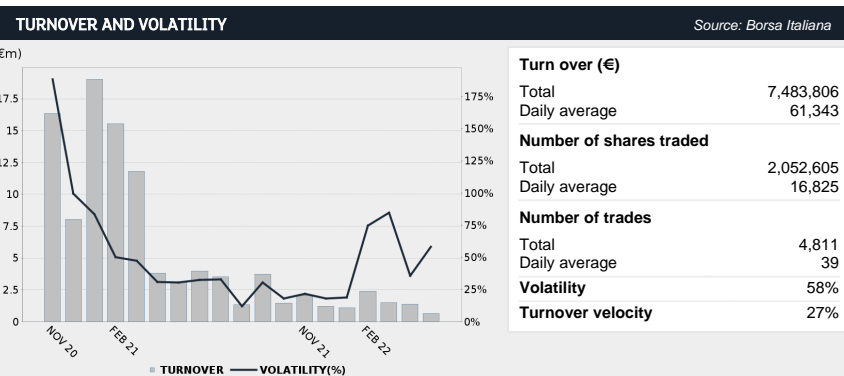 TURNOVER AND VOLATILITY
Source: Borsa Italiana
€m)
17.5
15
12.5
10
7.5
5
2.5
0
175%
150%
125%
100%
75%
50%
25%
0%
NOV 20
FEB 21
NOV 21
FEB 22
TURNOVER
VOLATILITY(%)
Turn over (€)
Total 7,483,806
Daily average 61,343
Number of shares traded
Total 2,052,605
Daily average 16,825
Number of trades
Total 4,811
Daily average 39
Volatility 58%
Turnover velocity 27%